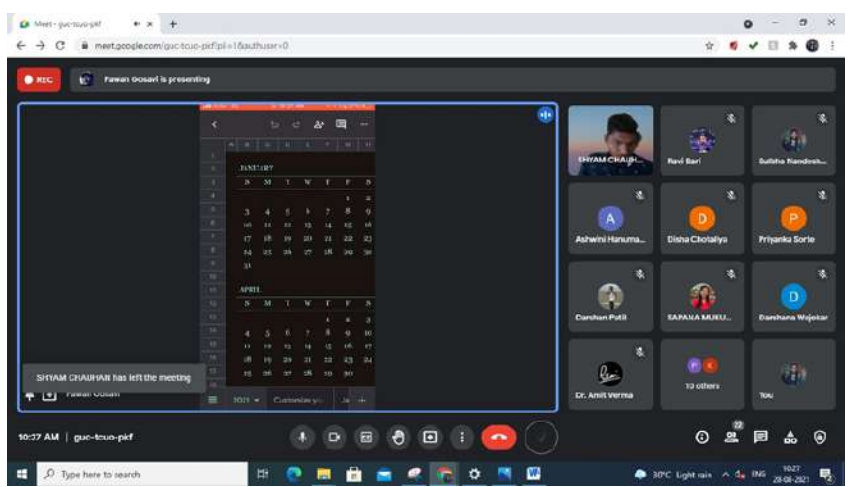 Meet - guc-tcuo-pkf
meet.google.com/guc-tcuo-pkf?pli=1&authuser=0
REC
Pawan Gosavi is presenting
JANUARY
S M T W T F S
1 2
3 4 5 6 7 8 9
10 11 12 13 14 15 16
17 18 19 20 21 22 23
24 25 26 27 28 29 30
31
APRIL
S M T W T F S
1 2 3
4 5 6 7 8 9 10
11 12 13 14 15 16 17
18 19 20 21 22 23 24
25 26 27 28 29 30
2021
SHYAM CHAUH...
Ravi Bari
Ashwini Hanuma...
Disha Chotaliya
Priyanka Sorte
Darshan Patil
SAPANA MUKU...
Darshana Wajekar
Dr. Amit Verma
10 others
You
A
D
P
D
P
K
SHYAM CHAUHAN has left the meeting
Pawan Gosavi
10:27 AM | guc-tcuo-pkf
22
Type here to search
30°C Light rain
ENG
10:27
28-08-2021
2